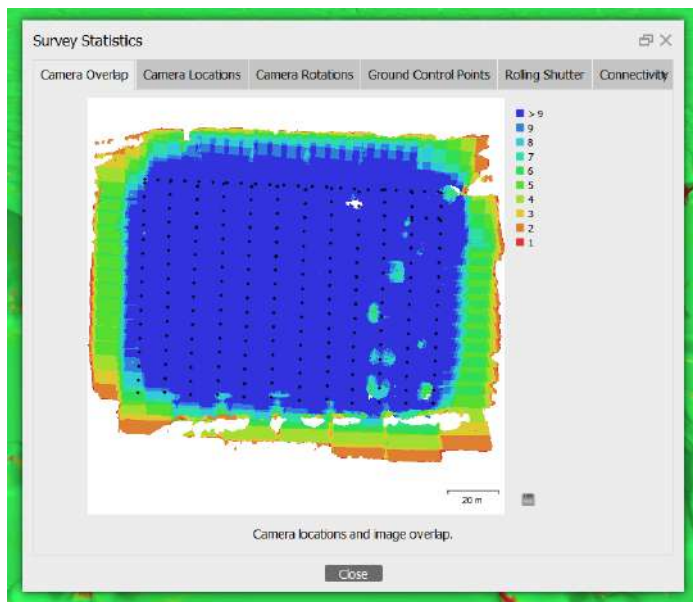 Survey Statistics
Camera Overlap Camera Locations Camera Rotations Ground Control Points Rolling Shutter Connectivity
> 9
9
8
7
6
5
4
3
2
1
20 m
Camera locations and image overlap.
Close